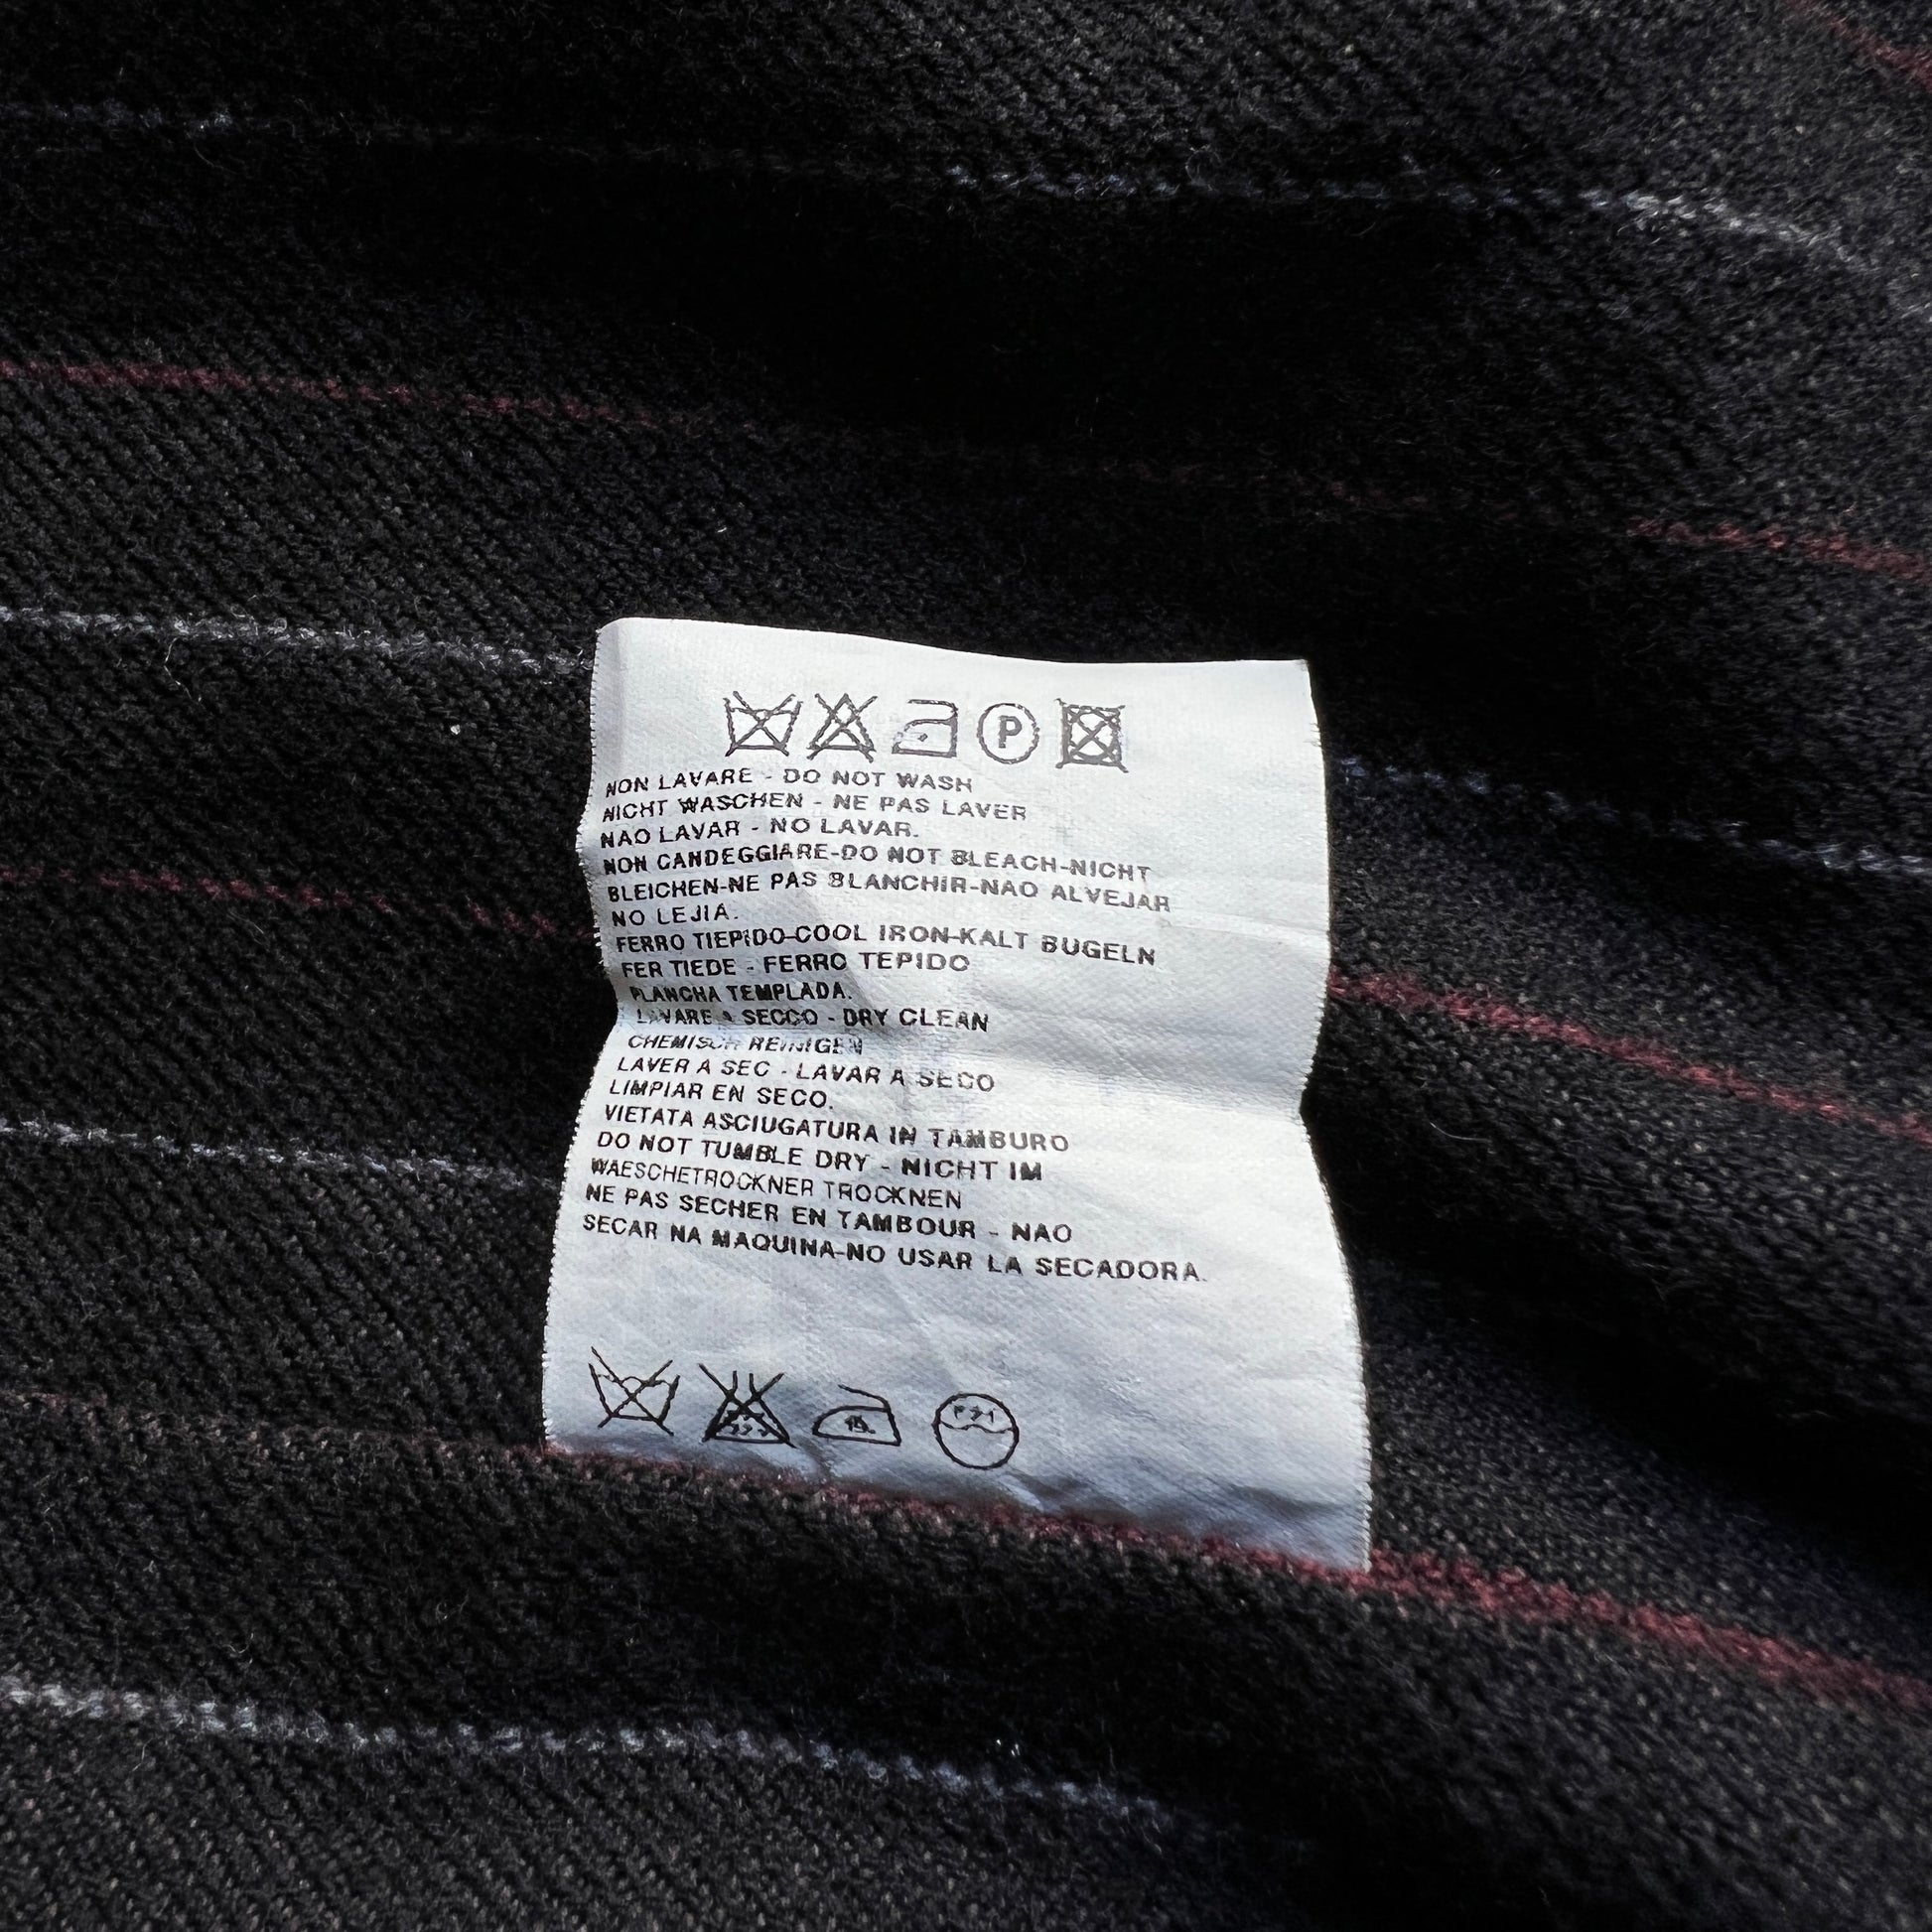 P
NON LAVARE - DO NOT WASH
NICHT WASCHEN - NE PAS LAVER
NAO LAVAR - NO LAVAR.
NON CANDEGGIARE-DO NOT BLEACH-NICHT
BLEICHEN-NE PAS BLANCHIR-NAO ALVEJAR
NO LEJIA.
FERRO TIEPIDO-COOL IRON-KALT BUGELN
FER TIEDE - FERRO TEPIDO
PLANCHA TEMPLADA.
LAVARE A SECCO - DRY CLEAN
CHEMISCH REINIGEN
LAVER A SEC - LAVAR A SECO
LIMPIAR EN SECO.
VIETATA ASCIUGATURA IN TAMBURO
DO NOT TUMBLE DRY - NICHT IM
WAESCHETROCKNER TROCKNEN
NE PAS SECHER EN TAMBOUR - NAO
SECAR NA MAQUINA-NO USAR LA SECADORA.